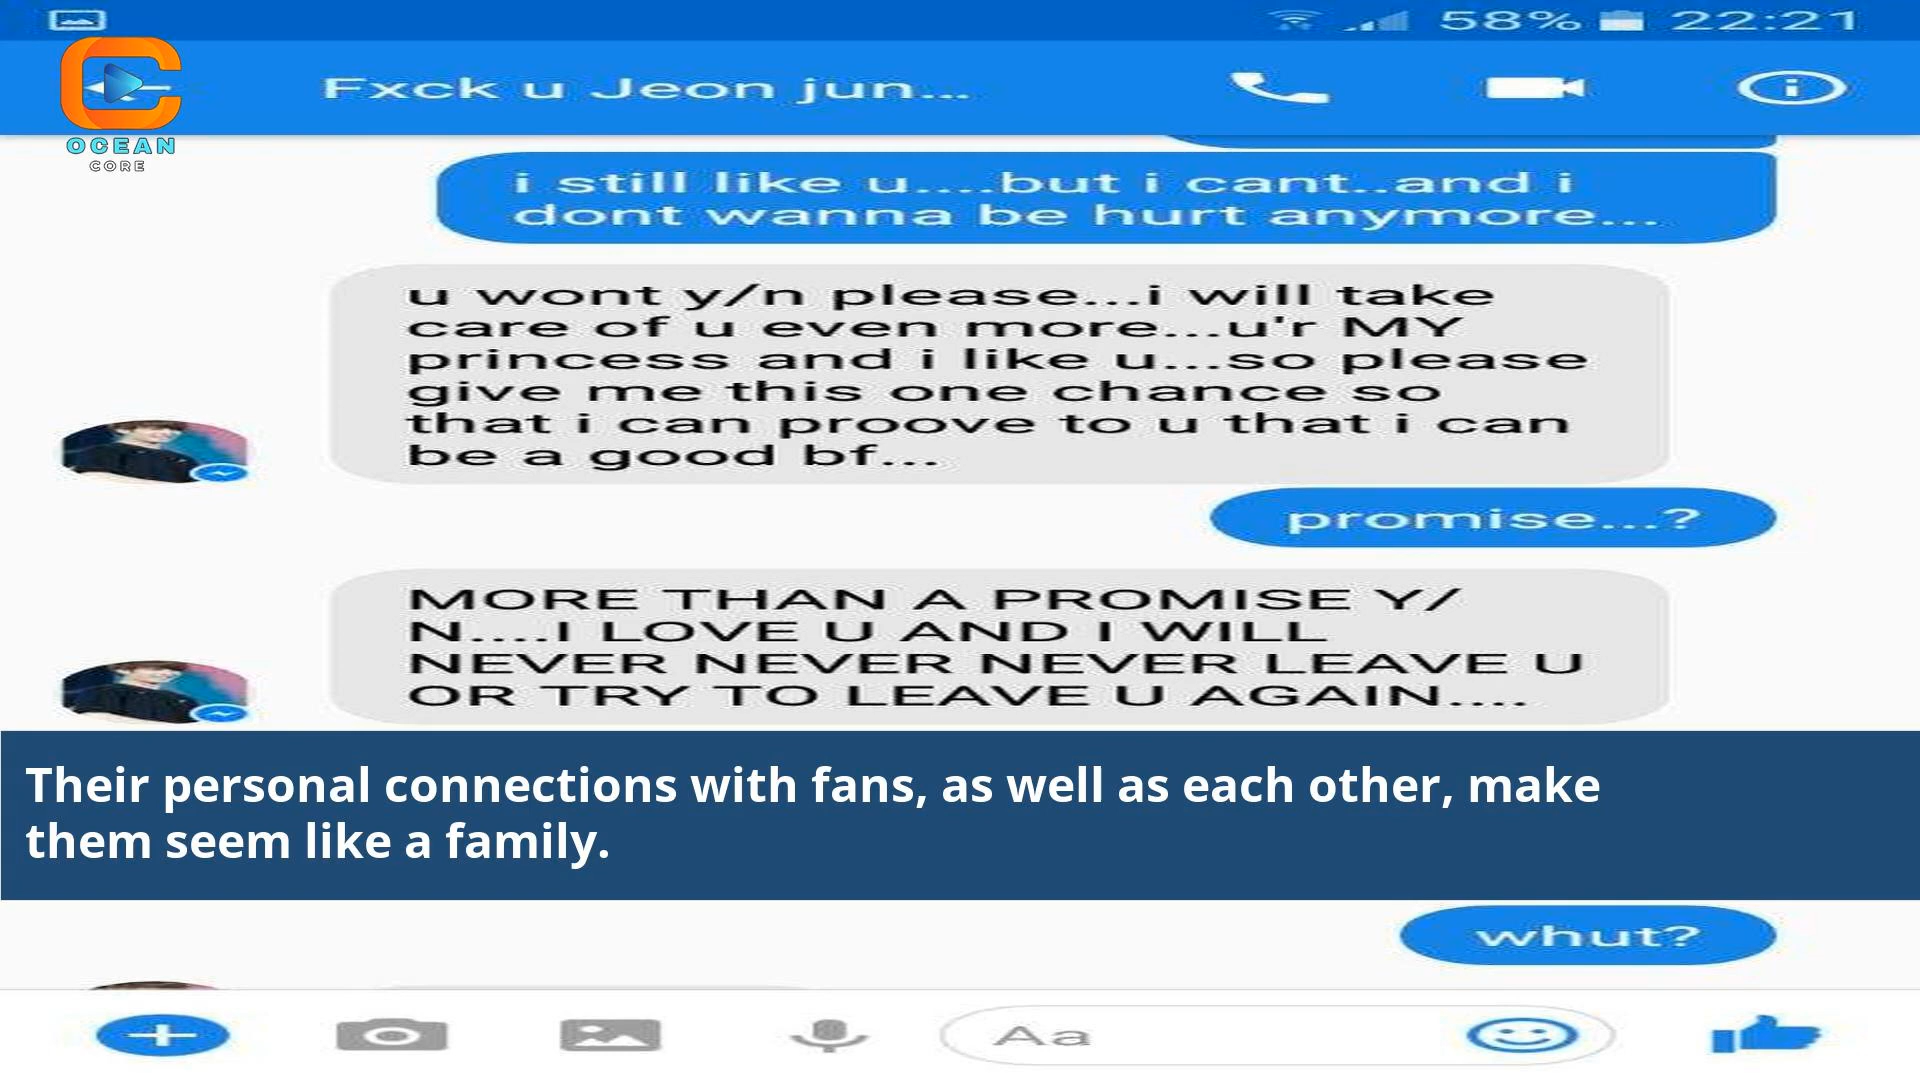 58% 22:21
Fxck u Jeon jun...
OCEAN
CORE
i still like u....but i cant..and i
dont wanna be hurt anymore...
u wont y/n please...i will take
care of u even more...u'r MY
princess and i like u...so please
give me this one chance so
that i can proove to u that i can
be a good bf...
promise...?
MORE THAN A PROMISE Y/
N....I LOVE U AND I WILL
NEVER NEVER NEVER LEAVE U
OR TRY TO LEAVE U AGAIN....
Their personal connections with fans, as well as each other, make
them seem like a family.
whut?
Aa